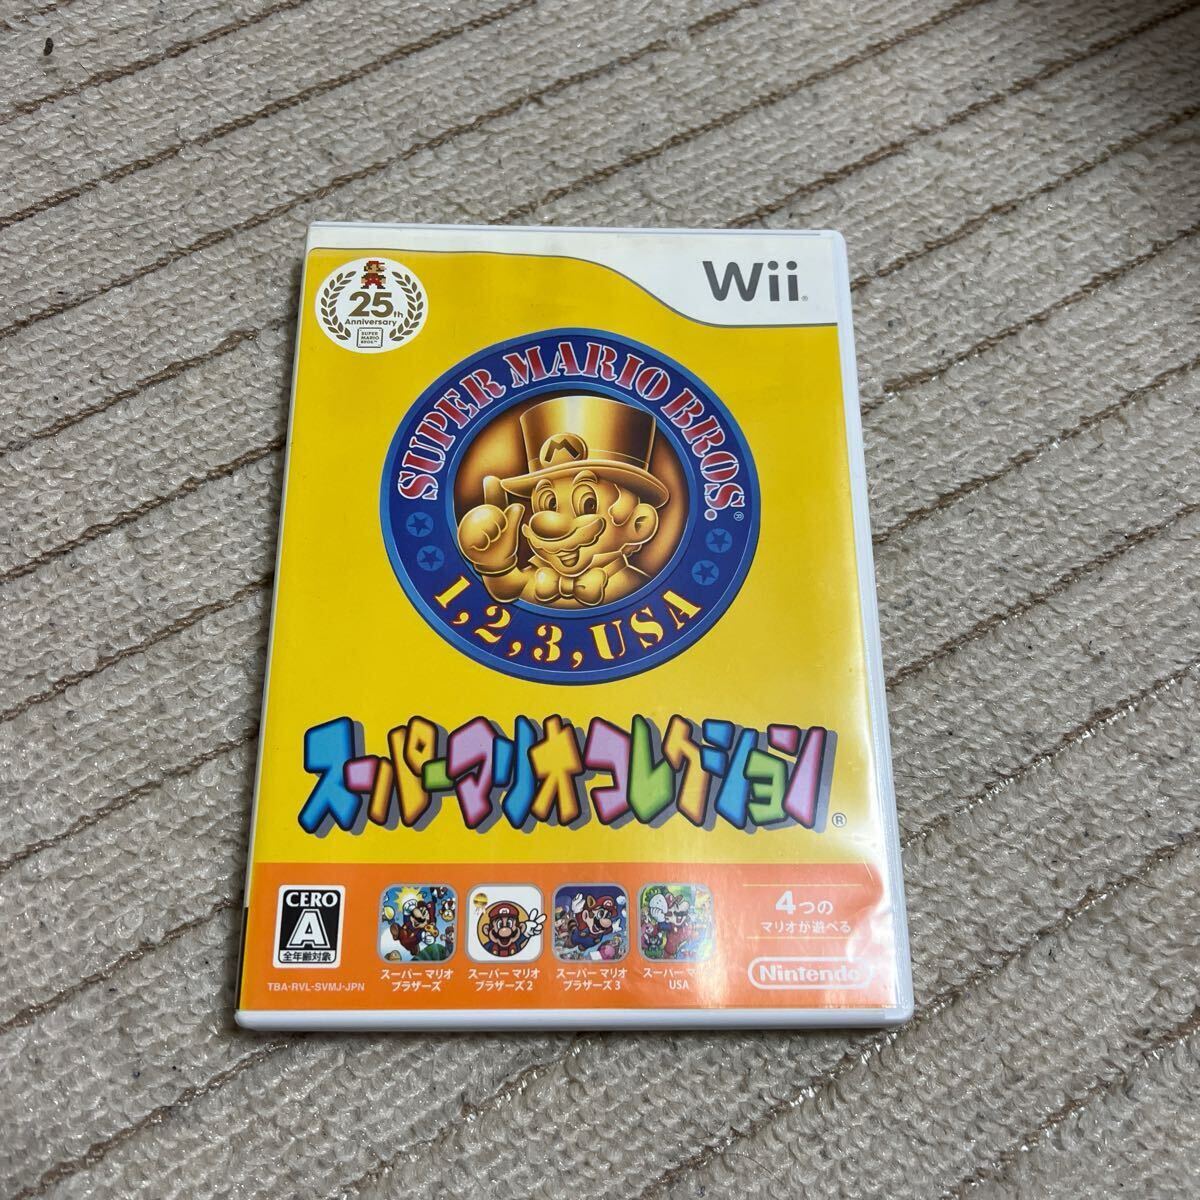 Wii
25th
Anniversary
SUPER
MARIO
BROS.™
SUPER MARIO BROS.®
1, 2, 3, USA
スーパーマリオコレクション®
CERO
A
全年齢対象
TBA-RVL-SVMJ-JPN
スーパー マリオ
ブラザーズ
スーパー マリオ
ブラザーズ 2
スーパー マリオ
ブラザーズ 3
スーパー
USA
4つの
マリオが遊べる
Nintendo